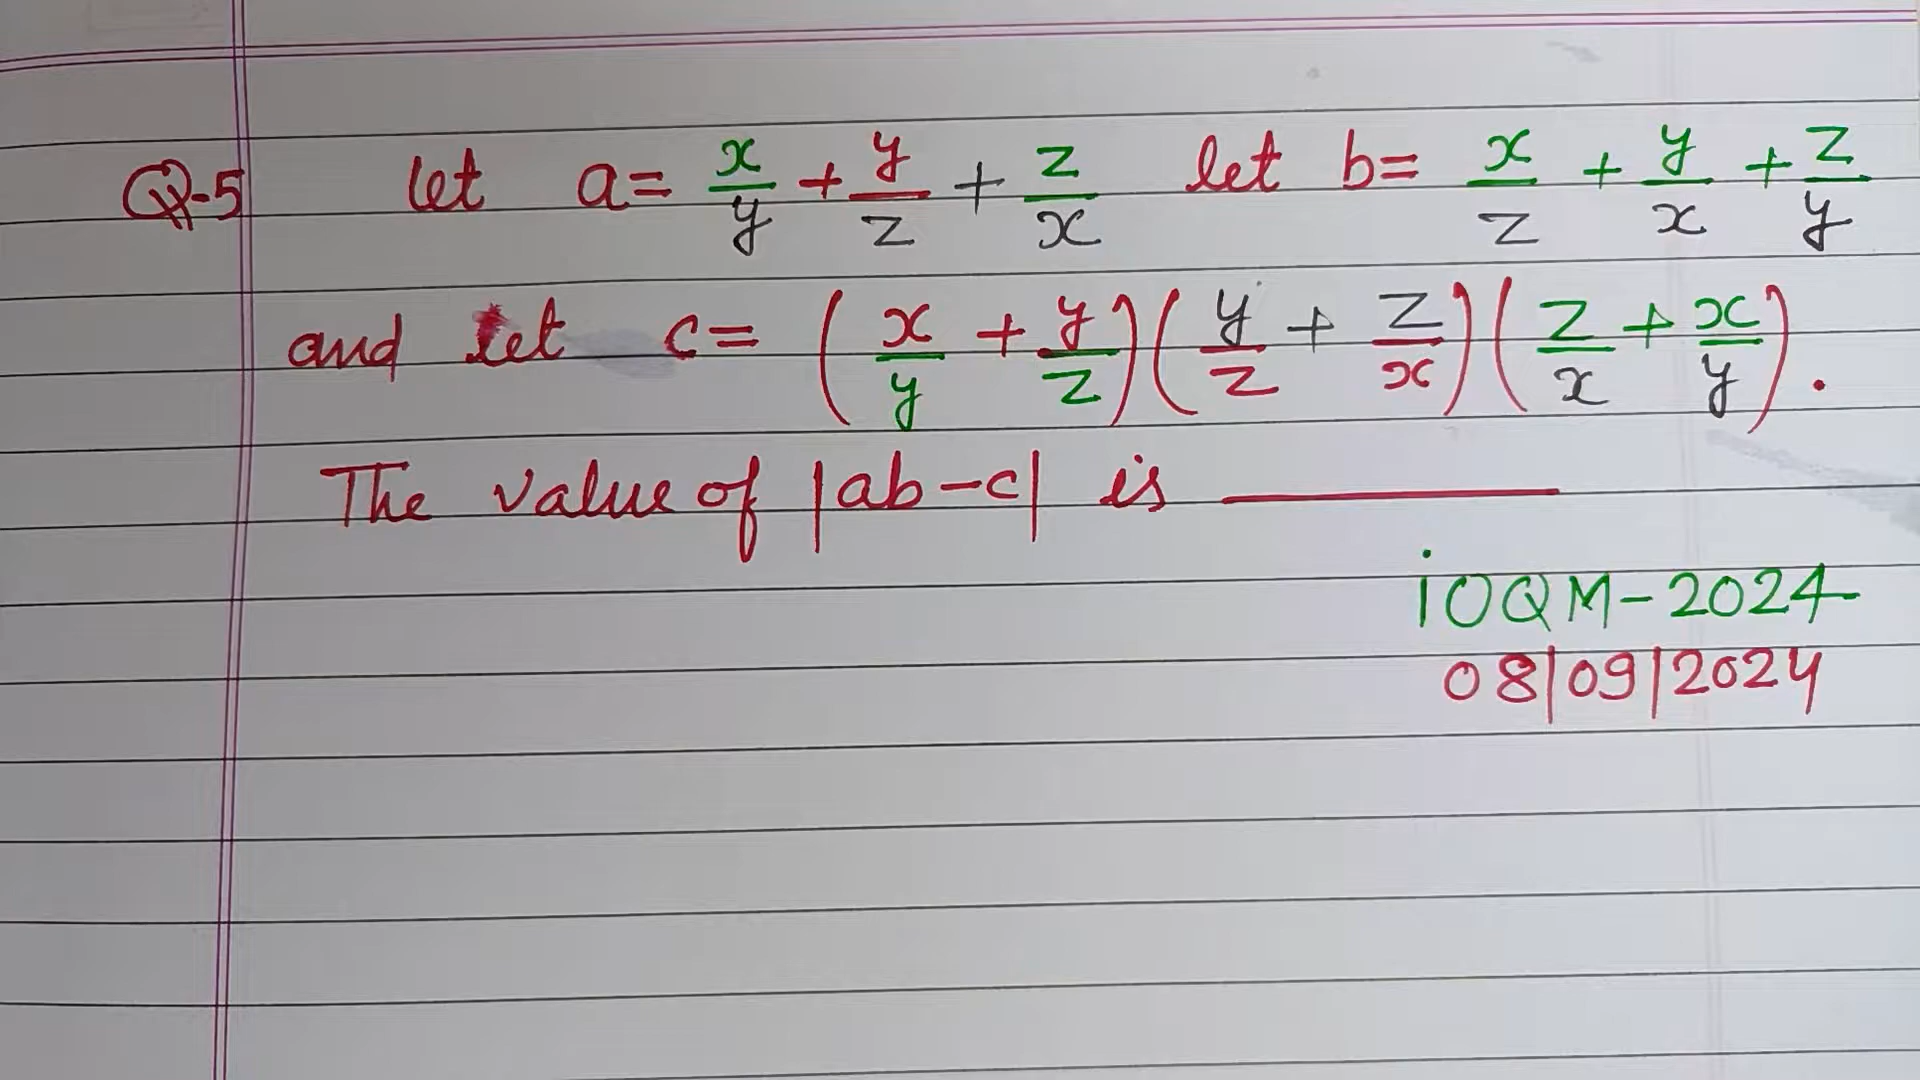 Q-5 let a = x/y + y/z + z/x let b = x/z + y/x + z/y
and let c = (x/y + y/z)(y/z + z/x)(z/x + x/y).
The value of |ab-c| is ______
iOQM-2024
08|09|2024